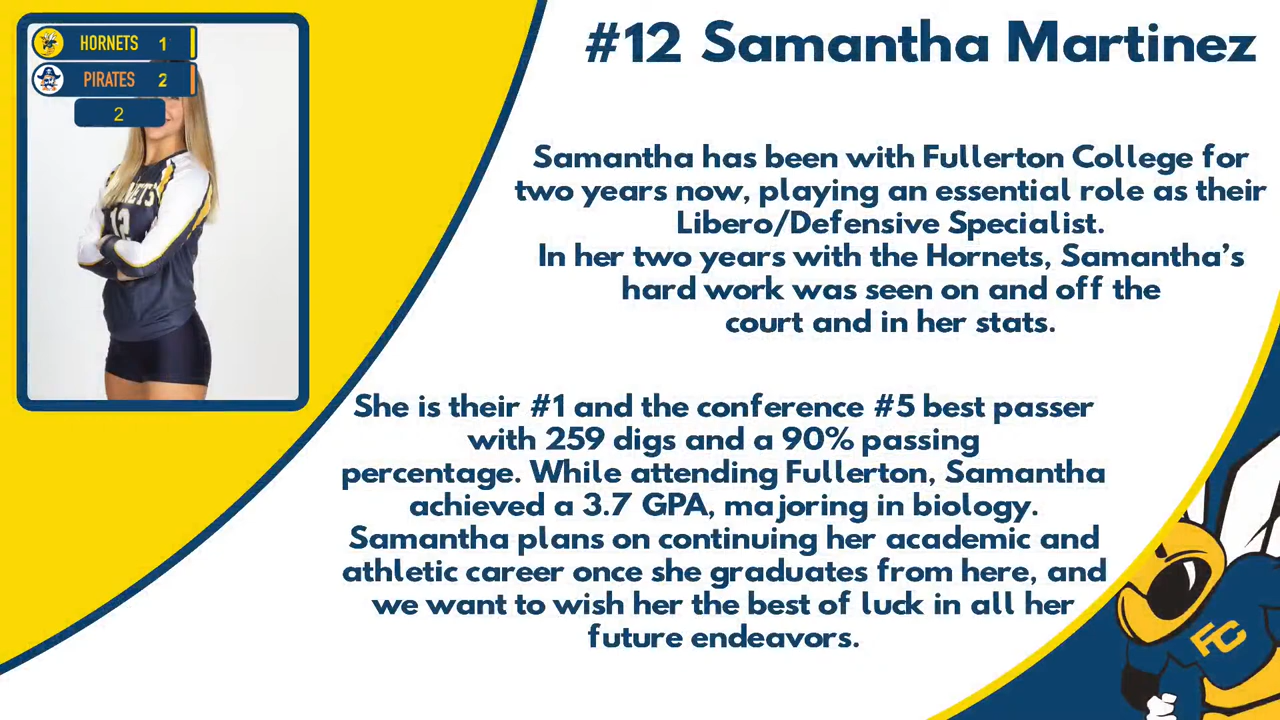 HORNETS 1
PIRATES 2
2
HORNETS
12
#12 Samantha Martinez
Samantha has been with Fullerton College for
two years now, playing an essential role as their
Libero/Defensive Specialist.
In her two years with the Hornets, Samantha’s
hard work was seen on and off the
court and in her stats.
She is their #1 and the conference #5 best passer
with 259 digs and a 90% passing
percentage. While attending Fullerton, Samantha
achieved a 3.7 GPA, majoring in biology.
Samantha plans on continuing her academic and
athletic career once she graduates from here, and
we want to wish her the best of luck in all her
future endeavors.
FC